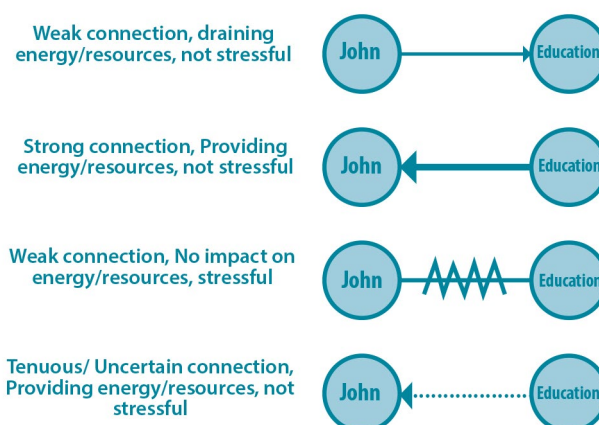 Weak connection, draining
energy/resources, not stressful
John
Education
Strong connection, Providing
energy/resources, not stressful
John
Education
Weak connection, No impact on
energy/resources, stressful
John
Education
Tenuous/ Uncertain connection,
Providing energy/resources, not
stressful
John
Education